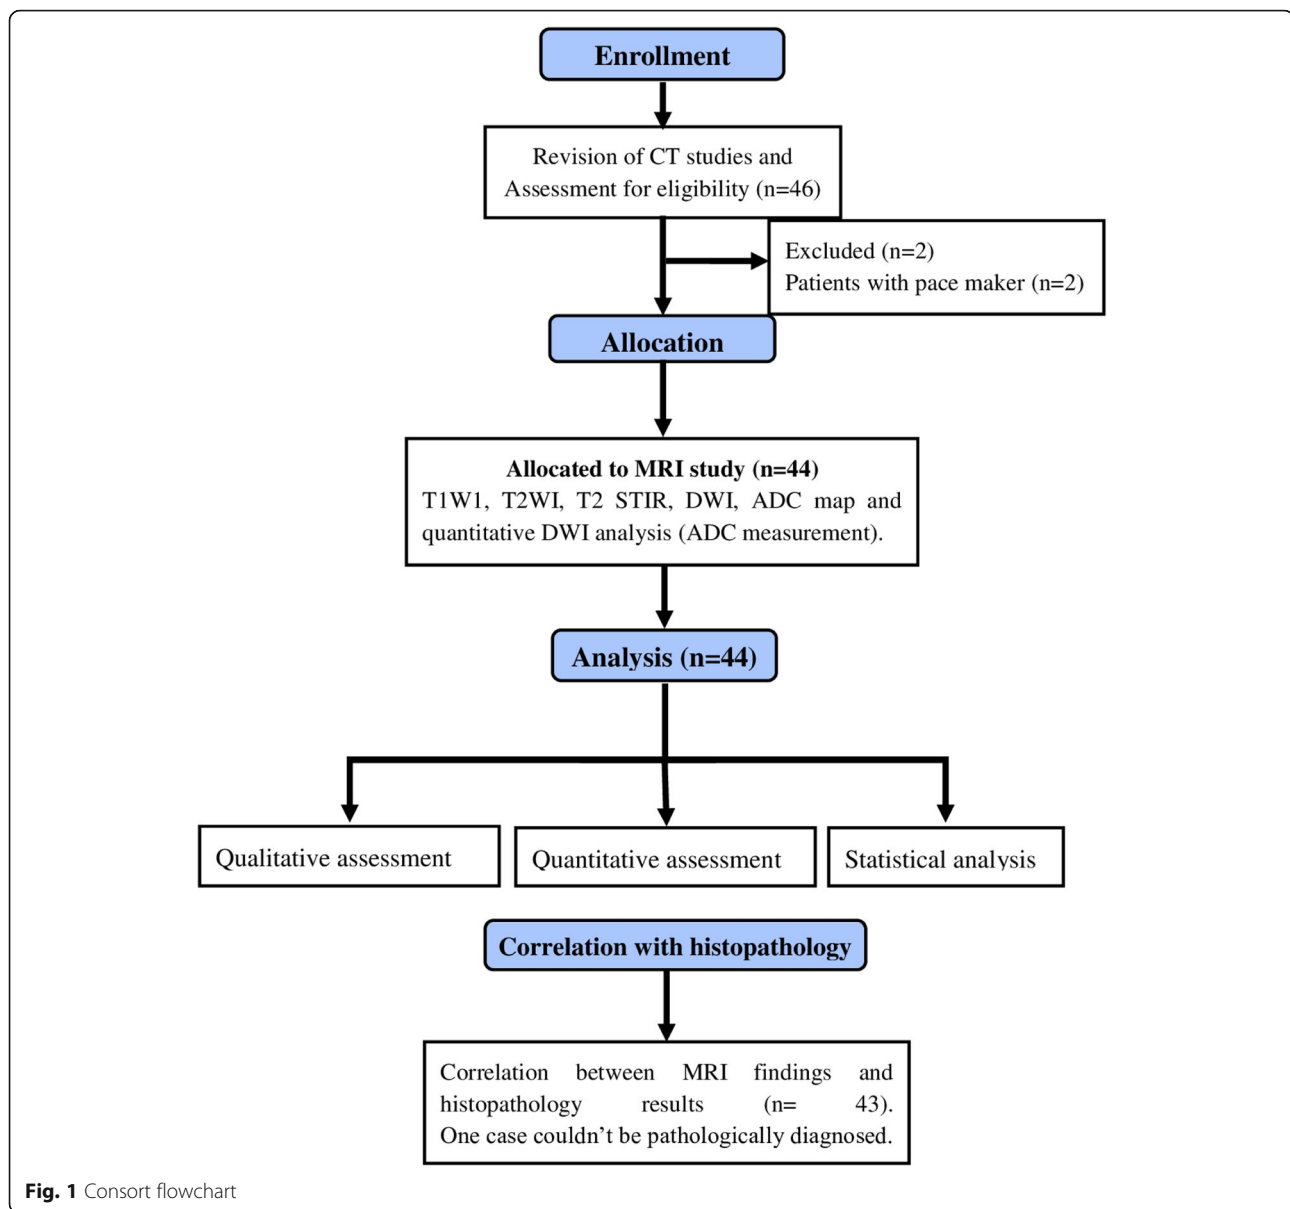 Enrollment
Revision of CT studies and
Assessment for eligibility (n=46)
Excluded (n=2)
Patients with pace maker (n=2)
Allocation
Allocated to MRI study (n=44)
T1W1, T2WI, T2 STIR, DWI, ADC map and
quantitative DWI analysis (ADC measurement).
Analysis (n=44)
Qualitative assessment
Quantitative assessment
Statistical analysis
Correlation with histopathology
Correlation between MRI findings and
histopathology results (n= 43).
One case couldn't be pathologically diagnosed.
Fig. 1 Consort flowchart